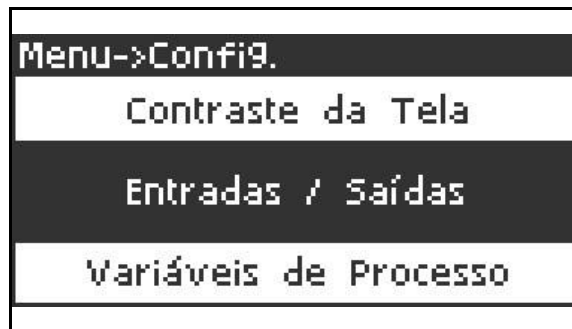 Menu->Config.
Contraste da Tela
Entradas / Saídas
Variáveis de Processo